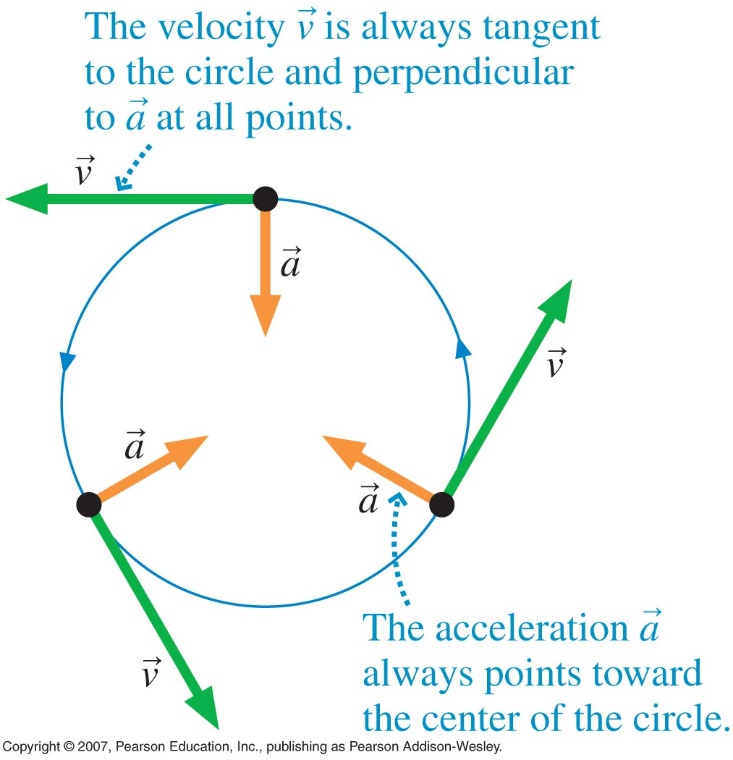 The velocity v⃗ is always tangent
to the circle and perpendicular
to a⃗ at all points.
v⃗
a⃗
v⃗
a⃗
a⃗
v⃗
The acceleration a⃗
always points toward
the center of the circle.
Copyright © 2007, Pearson Education, Inc., publishing as Pearson Addison-Wesley.